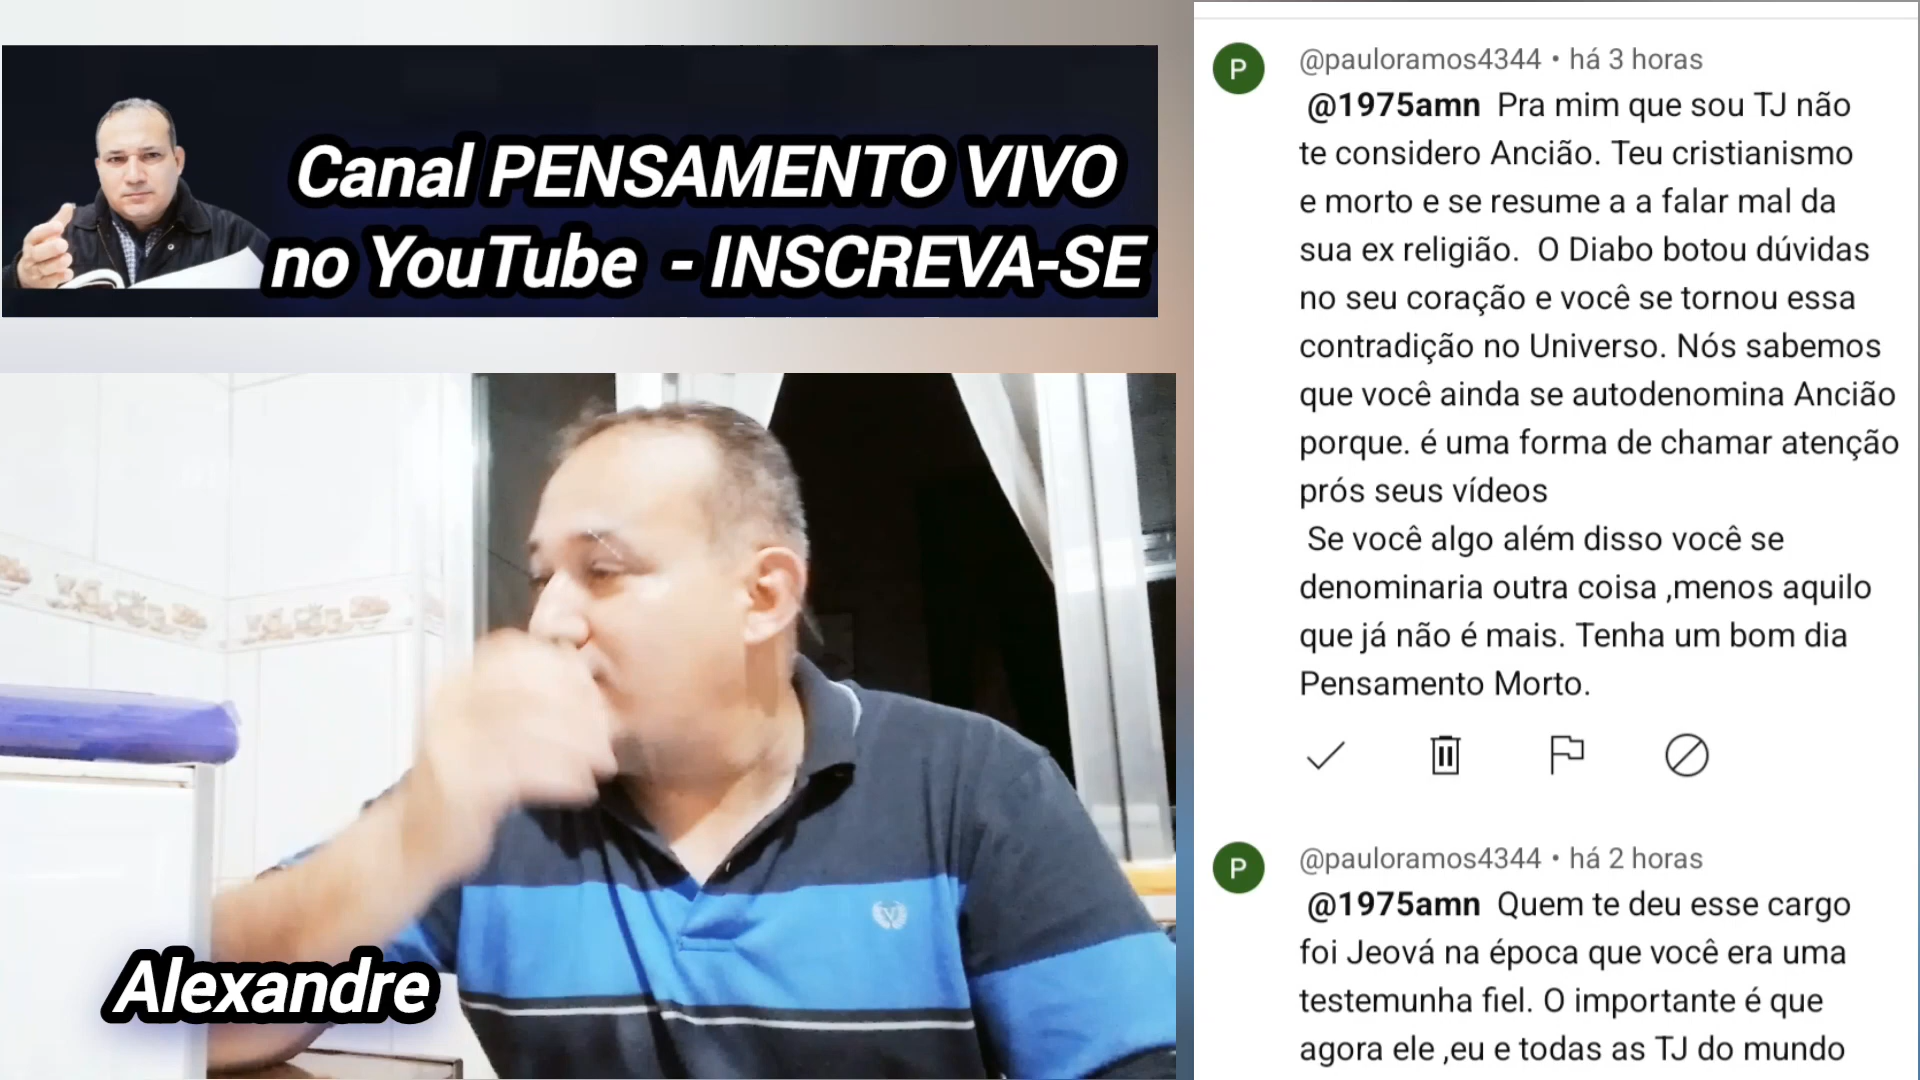 Canal PENSAMENTO VIVO
no YouTube - INSCREVA-SE
Alexandre
P
@pauloramos4344 • há 3 horas
@1975amn Pra mim que sou TJ não
te considero Ancião. Teu cristianismo
e morto e se resume a a falar mal da
sua ex religião. O Diabo botou dúvidas
no seu coração e você se tornou essa
contradição no Universo. Nós sabemos
que você ainda se autodenomina Ancião
porque. é uma forma de chamar atenção
prós seus vídeos
Se você algo além disso você se
denominaria outra coisa ,menos aquilo
que já não é mais. Tenha um bom dia
Pensamento Morto.
P
@pauloramos4344 • há 2 horas
@1975amn Quem te deu esse cargo
foi Jeová na época que você era uma
testemunha fiel. O importante é que
agora ele ,eu e todas as TJ do mundo